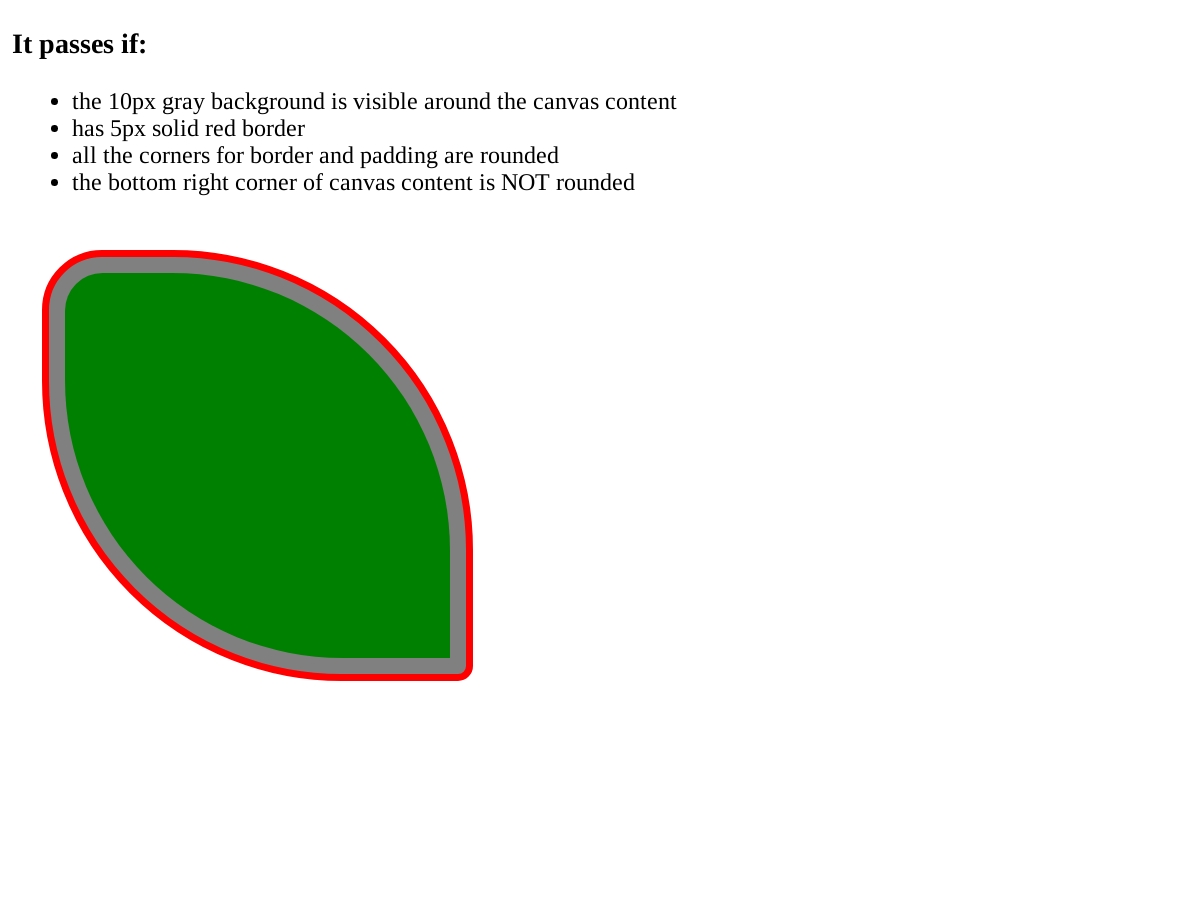 It passes if:
the 10px gray background is visible around the canvas content
has 5px solid red border
all the corners for border and padding are rounded
the bottom right corner of canvas content is NOT rounded